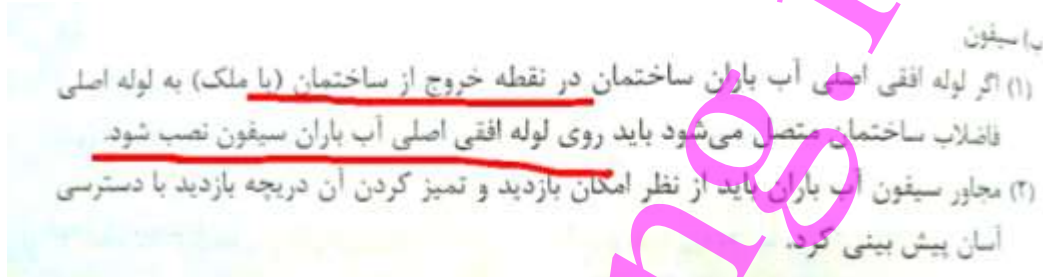 ب) سیفون
(۱) اگر لوله افقی اصلی آب باران ساختمان در نقطه خروج از ساختمان (یا ملک) به لوله اصلی
فاضلاب ساختمان متصل می‌شود باید روی لوله افقی اصلی آب باران سیفون نصب شود.
(۲) مجاور سیفون آب باران باید از نظر امکان بازدید و تمیز کردن آن دریچه بازدید با دسترسی
آسان پیش بینی کرد.